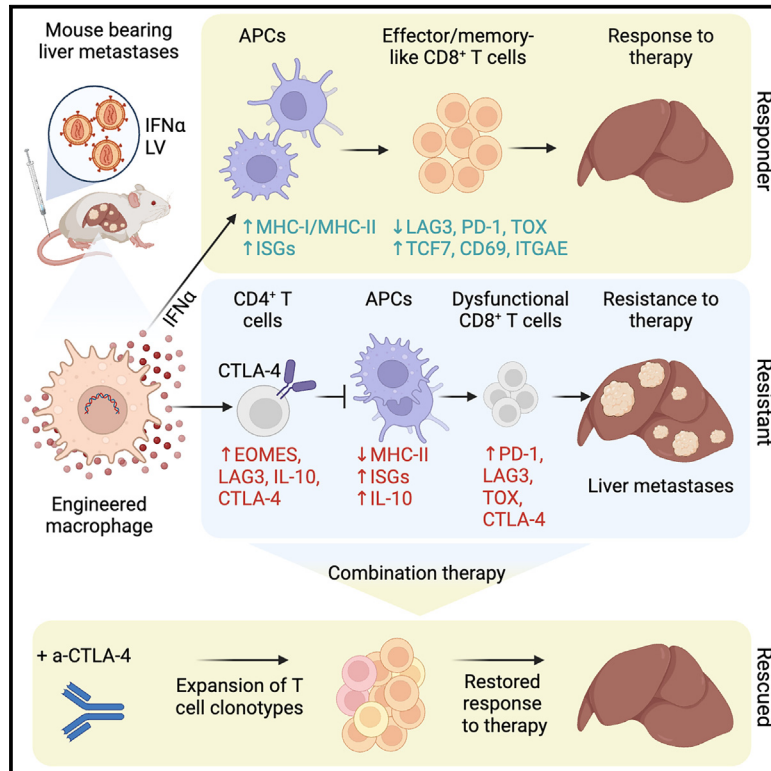 Mouse bearing
liver metastases
IFNα
LV
APCs
Effector/memory-
like CD8⁺ T cells
Response to
therapy
Responder
↑MHC-I/MHC-II
↑ISGs
↓LAG3, PD-1, TOX
↑TCF7, CD69, ITGAE
IFNα
Engineered
macrophage
CD4⁺ T
cells
APCs
Dysfunctional
CD8⁺ T cells
Resistance to
therapy
Resistant
CTLA-4
↑EOMES,
LAG3, IL-10,
CTLA-4
↓MHC-II
↑ISGs
↑IL-10
↑PD-1,
LAG3,
TOX,
CTLA-4
Liver metastases
Combination therapy
+ a-CTLA-4
Expansion of T
cell clonotypes
Restored
response
to therapy
Rescued